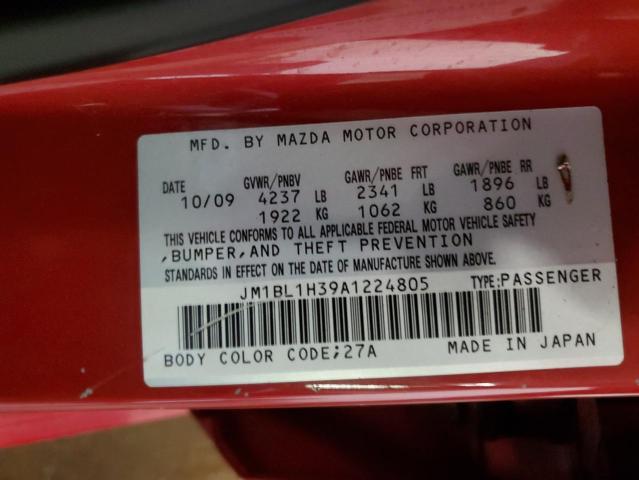 MFD. BY MAZDA MOTOR CORPORATION
DATE GVWR/PNBV GAWR/PNBE FRT GAWR/PNBE RR
10/09 4237 LB 2341 LB 1896 LB
1922 KG 1062 KG 860 KG
THIS VEHICLE CONFORMS TO ALL APPLICABLE FEDERAL MOTOR VEHICLE SAFETY
,BUMPER,AND THEFT PREVENTION
STANDARDS IN EFFECT ON THE DATE OF MANUFACTURE SHOWN ABOVE.
JM1BL1H39A1224805 TYPE:PASSENGER
BODY COLOR CODE;27A MADE IN JAPAN